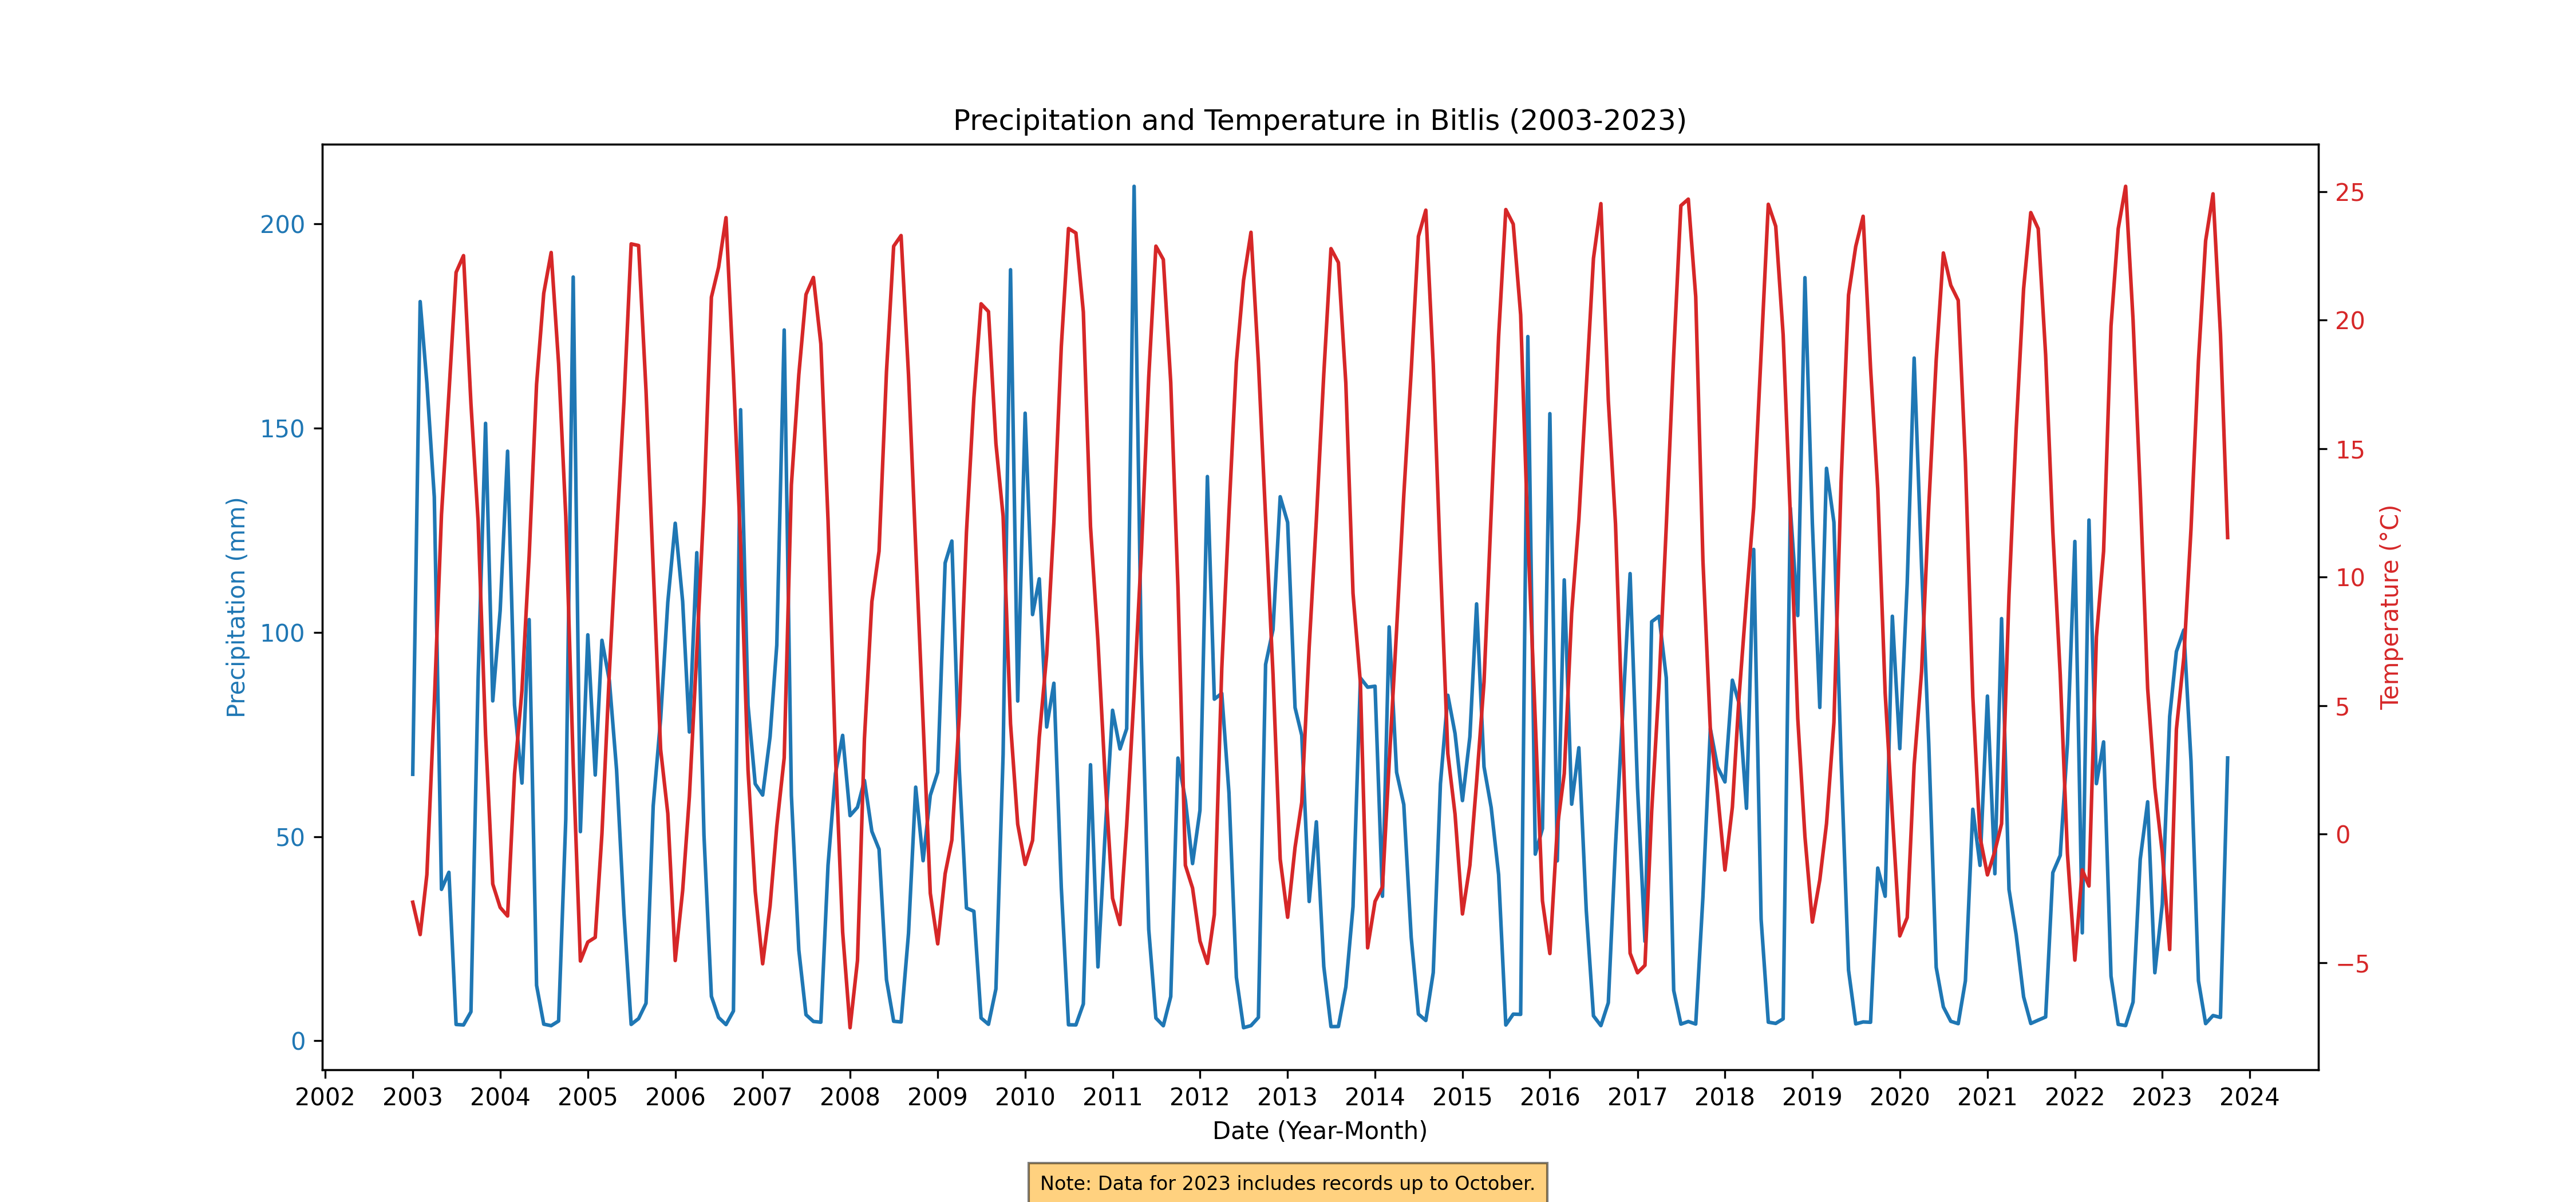 Precipitation and Temperature in Bitlis (2003-2023)
Precipitation (mm)
200
150
100
50
0
25
20
15
10
5
0
−5
Temperature (°C)
2002 2003 2004 2005 2006 2007 2008 2009 2010 2011 2012 2013 2014 2015 2016 2017 2018 2019 2020 2021 2022 2023 2024
Date (Year-Month)
Note: Data for 2023 includes records up to October.